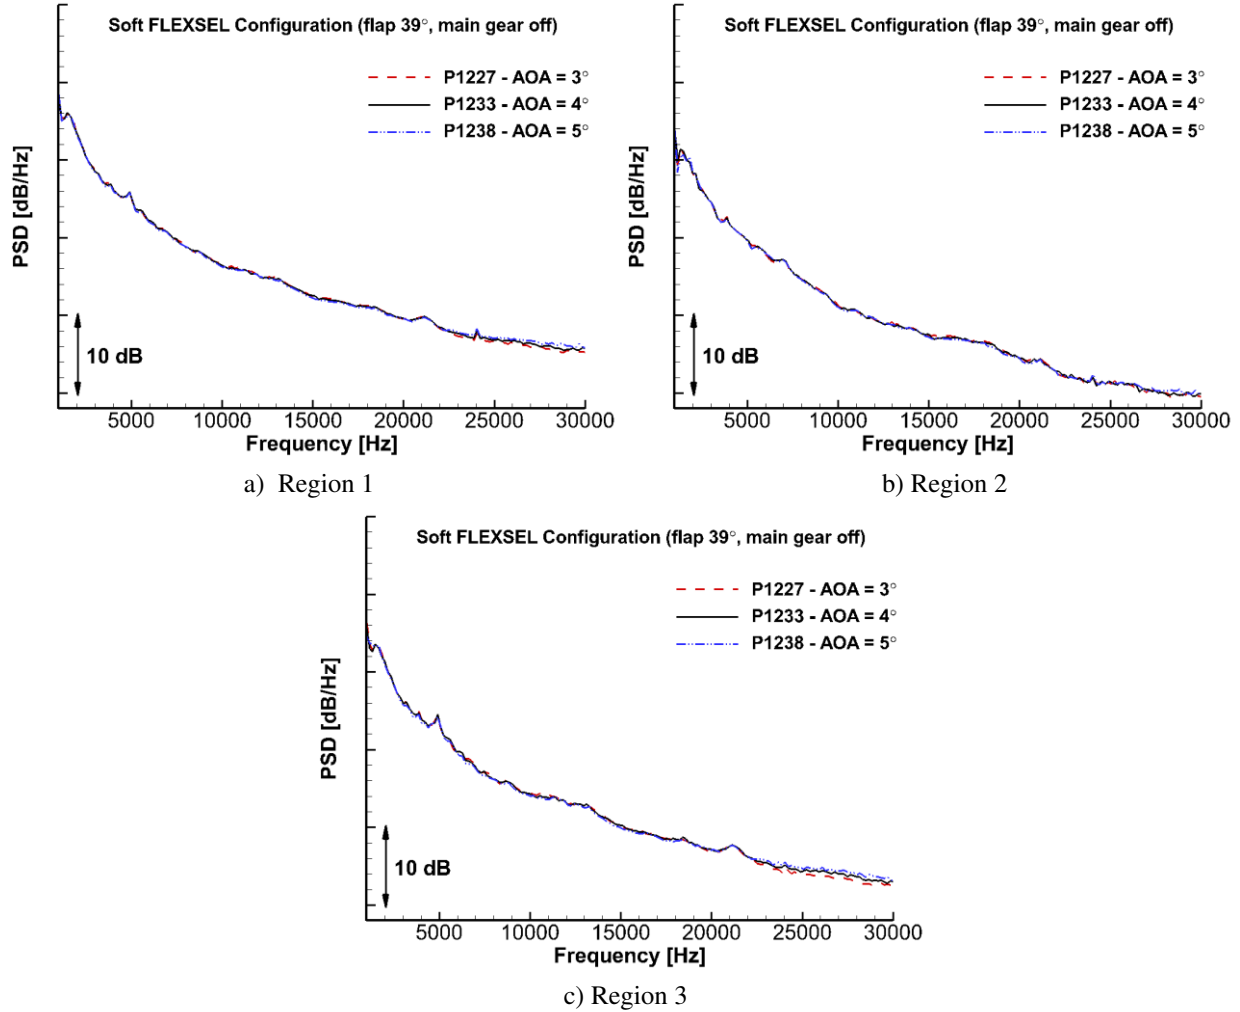 Soft FLEXSEL Configuration (flap 39°, main gear off)
P1227 - AOA = 3°
P1233 - AOA = 4°
P1238 - AOA = 5°
PSD [dB/Hz]
10 dB
5000 10000 15000 20000 25000 30000
Frequency [Hz]
a) Region 1
Soft FLEXSEL Configuration (flap 39°, main gear off)
P1227 - AOA = 3°
P1233 - AOA = 4°
P1238 - AOA = 5°
PSD [dB/Hz]
10 dB
5000 10000 15000 20000 25000 30000
Frequency [Hz]
b) Region 2
Soft FLEXSEL Configuration (flap 39°, main gear off)
P1227 - AOA = 3°
P1233 - AOA = 4°
P1238 - AOA = 5°
PSD [dB/Hz]
10 dB
5000 10000 15000 20000 25000 30000
Frequency [Hz]
c) Region 3